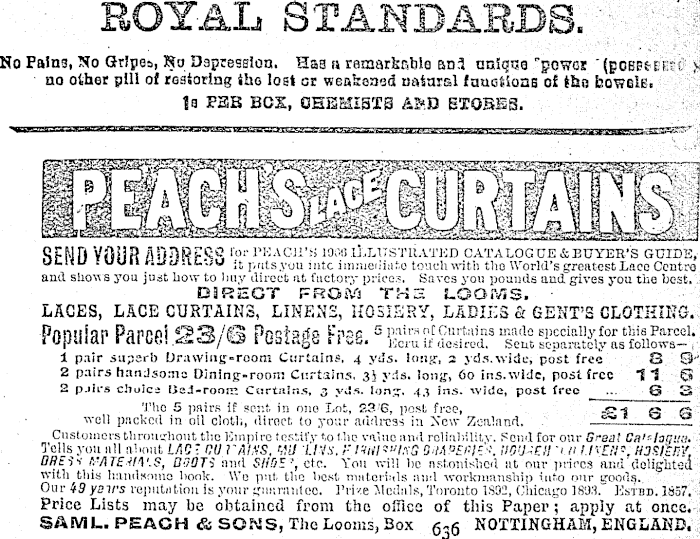 ROYAL STANDARDS.
No Pains, No Gripes, No Depression. Has a remarkable and unique power (possessed
no other pill of restoring the lost or weakened natural functions of the bowels.
1s PER BOX, CHEMISTS AND STORES.
PEACH'S LACE CURTAINS
SEND YOUR ADDRESS for PEACH'S 1906 ILLUSTRATED CATALOGUE & BUYER'S GUIDE,
it puts you into immediate touch with the World's greatest Lace Centre
and shows you just how to buy direct at factory prices. Saves you pounds and gives you the best.
DIRECT FROM THE LOOMS.
LACES, LACE CURTAINS, LINENS, HOSIERY, LADIES & GENT'S CLOTHING.
Popular Parcel 23/6 Postage Free. 5 pairs of Curtains made specially for this Parcel.
Ecru if desired. Sent separately as follows—
1 pair superb Drawing-room Curtains, 4 yds. long, 2 yds. wide, post free 8 9
2 pairs handsome Dining-room Curtains, 3½ yds. long, 60 ins. wide, post free 11 6
2 pairs choice Bed-room Curtains, 3 yds. long, 43 ins. wide, post free ... 6 3
The 5 pairs if sent in one Lot, 23/6, post free,
well packed in oil cloth, direct to your address in New Zealand. £1 6 6
Customers throughout the Empire testify to the value and reliability. Send for our Great Catalogue.
Tells you all about LACE CURTAINS, MUSLINS, FURNISHING DRAPERIES, HOUSEHOLD LINENS, HOSIERY,
DRESS MATERIALS, BOOTS and SHOES, etc. You will be astonished at our prices and delighted
with this handsome book. We put the best materials and workmanship into our goods.
Our 49 years reputation is your guarantee. Prize Medals, Toronto 1892, Chicago 1893. ESTBD. 1857.
Price Lists may be obtained from the office of this Paper; apply at once.
SAML. PEACH & SONS, The Looms, Box 636 NOTTINGHAM, ENGLAND.